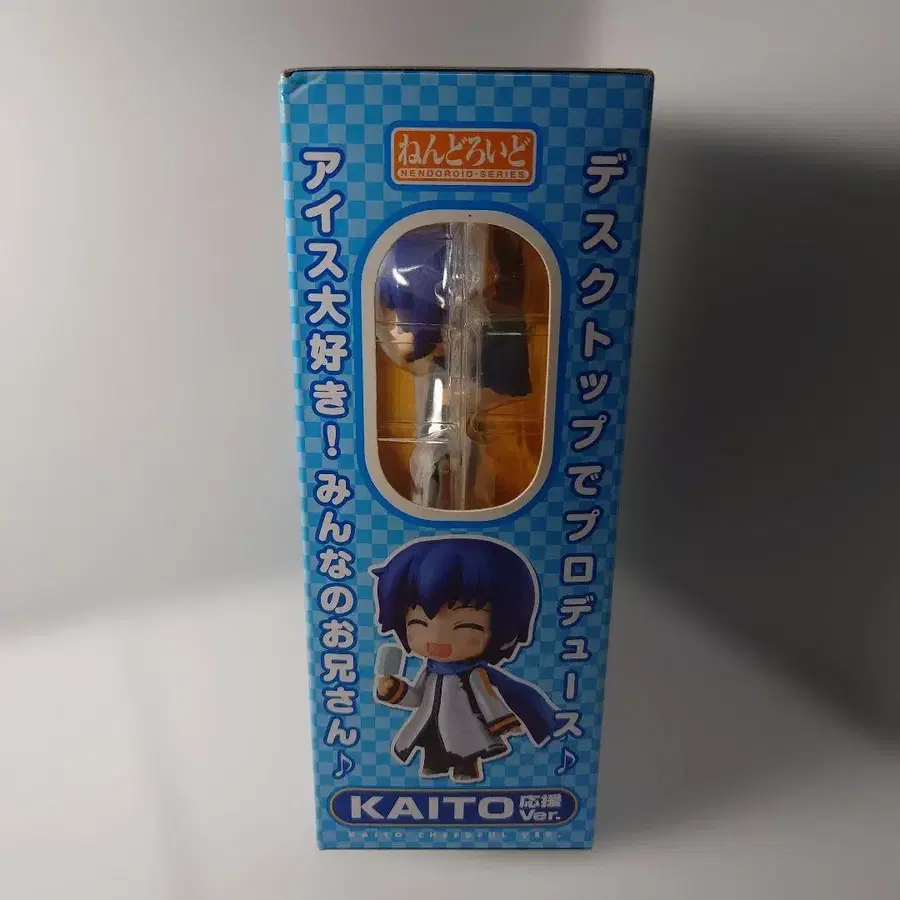 ねんどろいど
NENDOROID·SERIES
デスクトップでプロデュース♪
アイス大好き！みんなのお兄さん♪
KAITO 応援 Ver.
KAITO CHEERFUL VER.